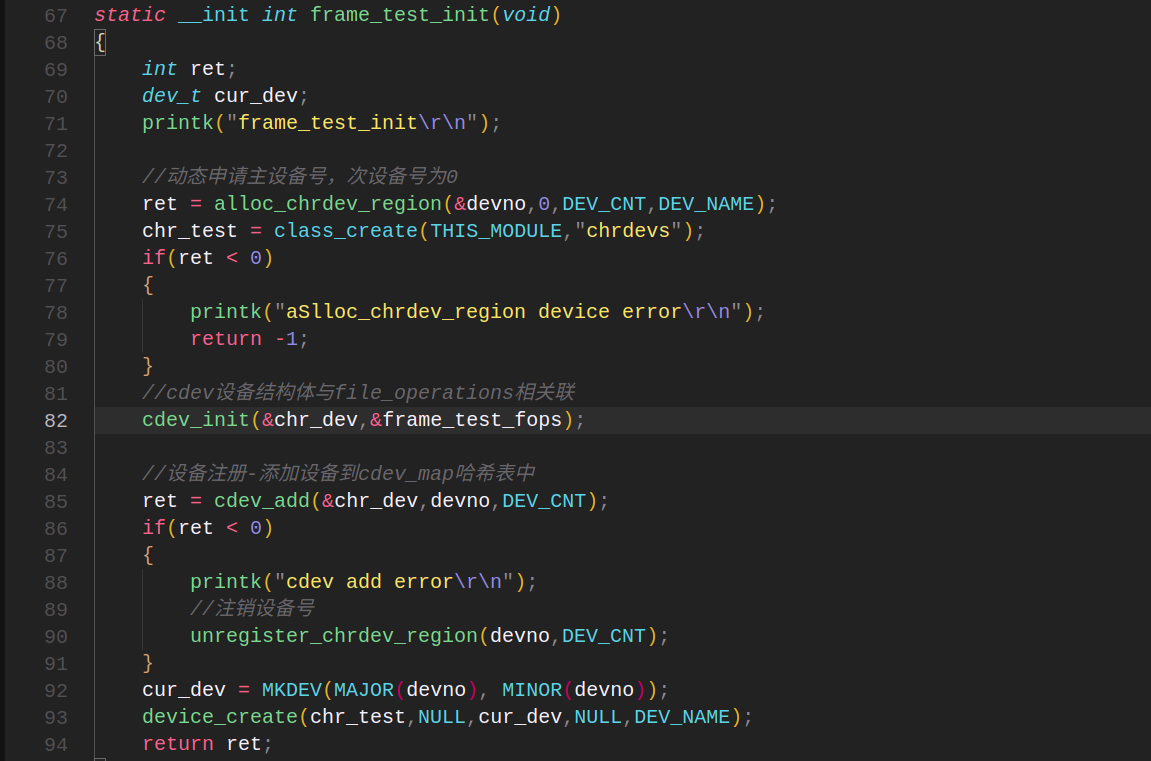 67 static __init int frame_test_init(void)
68 {
69 int ret;
70 dev_t cur_dev;
71 printk("frame_test_init\r\n");
72
73 //动态申请主设备号，次设备号为0
74 ret = alloc_chrdev_region(&devno,0,DEV_CNT,DEV_NAME);
75 chr_test = class_create(THIS_MODULE,"chrdevs");
76 if(ret < 0)
77 {
78 printk("aSlloc_chrdev_region device error\r\n");
79 return -1;
80 }
81 //cdev设备结构体与file_operations相关联
82 cdev_init(&chr_dev,&frame_test_fops);
83
84 //设备注册-添加设备到cdev_map哈希表中
85 ret = cdev_add(&chr_dev,devno,DEV_CNT);
86 if(ret < 0)
87 {
88 printk("cdev add error\r\n");
89 //注销设备号
90 unregister_chrdev_region(devno,DEV_CNT);
91 }
92 cur_dev = MKDEV(MAJOR(devno), MINOR(devno));
93 device_create(chr_test,NULL,cur_dev,NULL,DEV_NAME);
94 return ret;